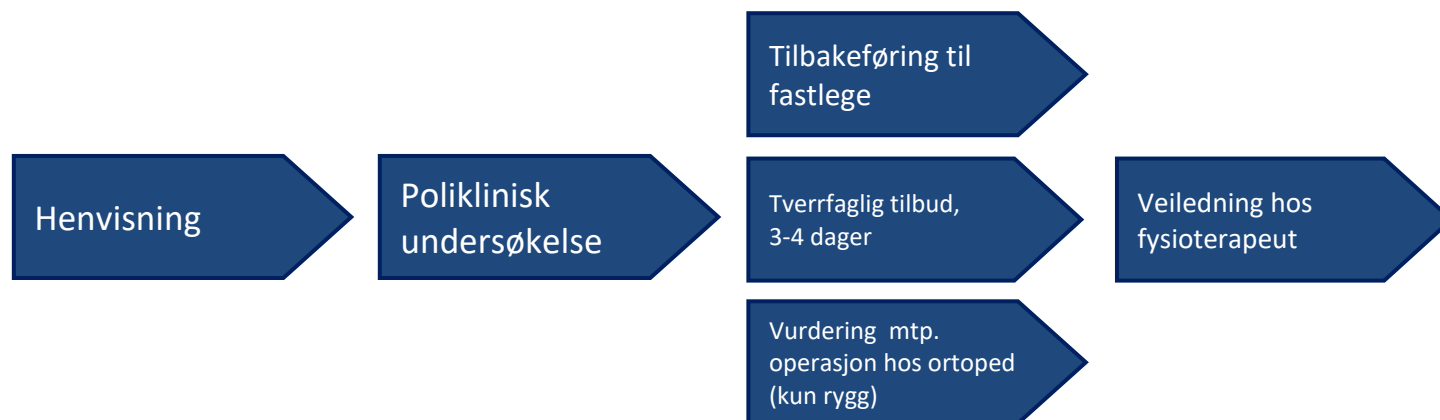 Henvisning
Poliklinisk
undersøkelse
Tilbakeføring til
fastlege
Tverrfaglig tilbud,
3-4 dager
Vurdering  mtp.
operasjon hos ortoped
(kun rygg)
Veiledning hos
fysioterapeut